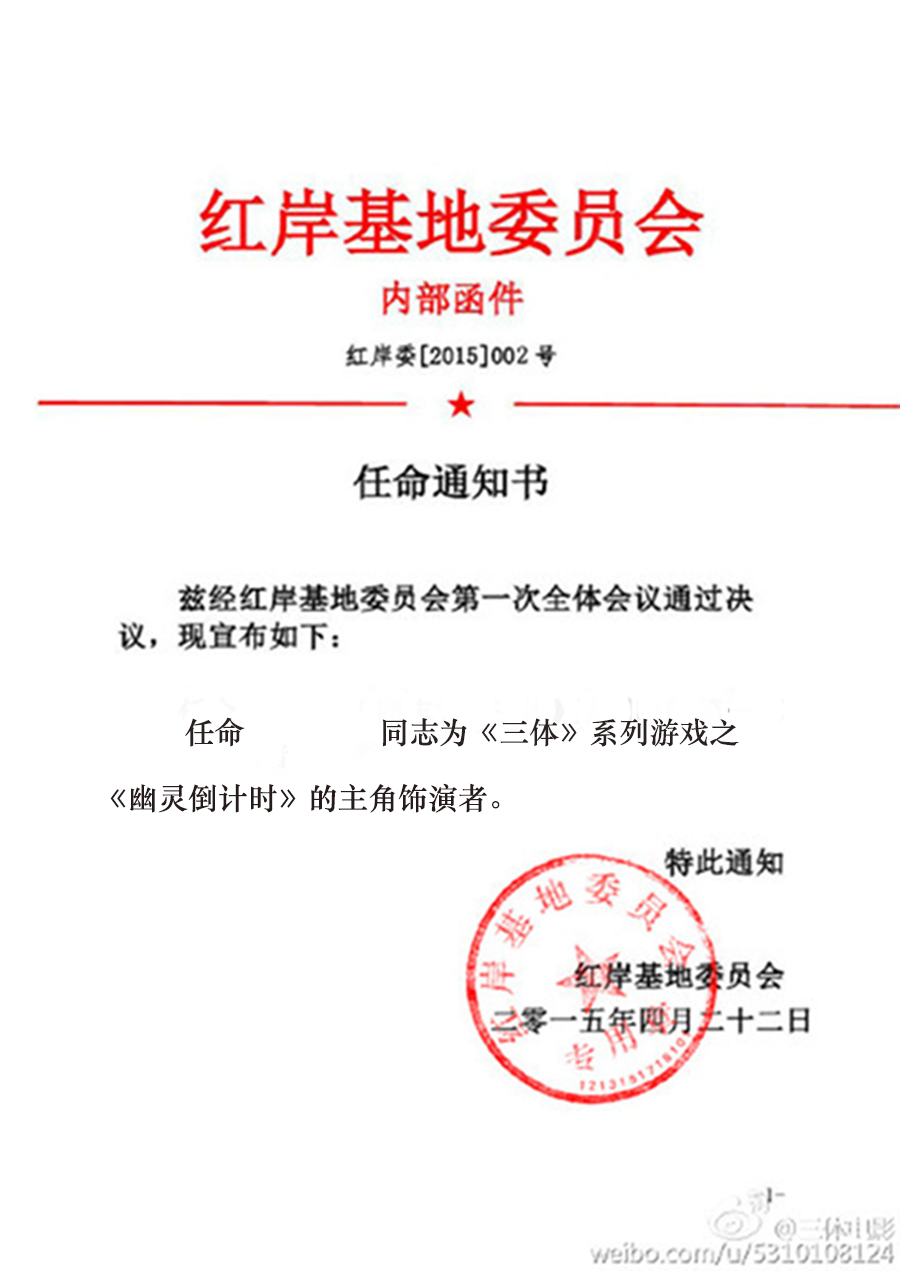 红岸基地委员会
内部函件
红岸委[2015]002 号
任命通知书
兹经红岸基地委员会第一次全体会议通过决
议，现宣布如下：
任命 同志为《三体》系列游戏之
《幽灵倒计时》的主角饰演者。
特此通知
红岸基地委员会
二零一五年四月二十二日
红岸基地委员会
专用章
@三体电影
weibo.com/u/5310108124